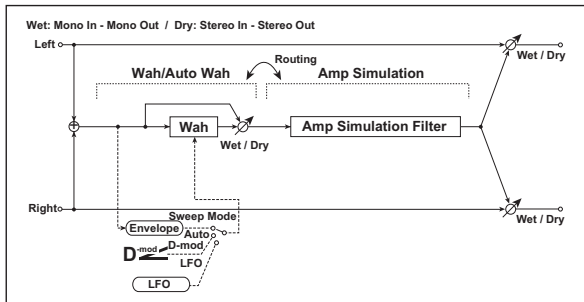 Wet: Mono In - Mono Out / Dry: Stereo In - Stereo Out
Left
Wet / Dry
Routing
Wah/Auto Wah
Amp Simulation
Wah
Amp Simulation Filter
Wet / Dry
Right
Wet / Dry
Sweep Mode
Envelope
Auto
D-mod
D-mod
LFO
LFO